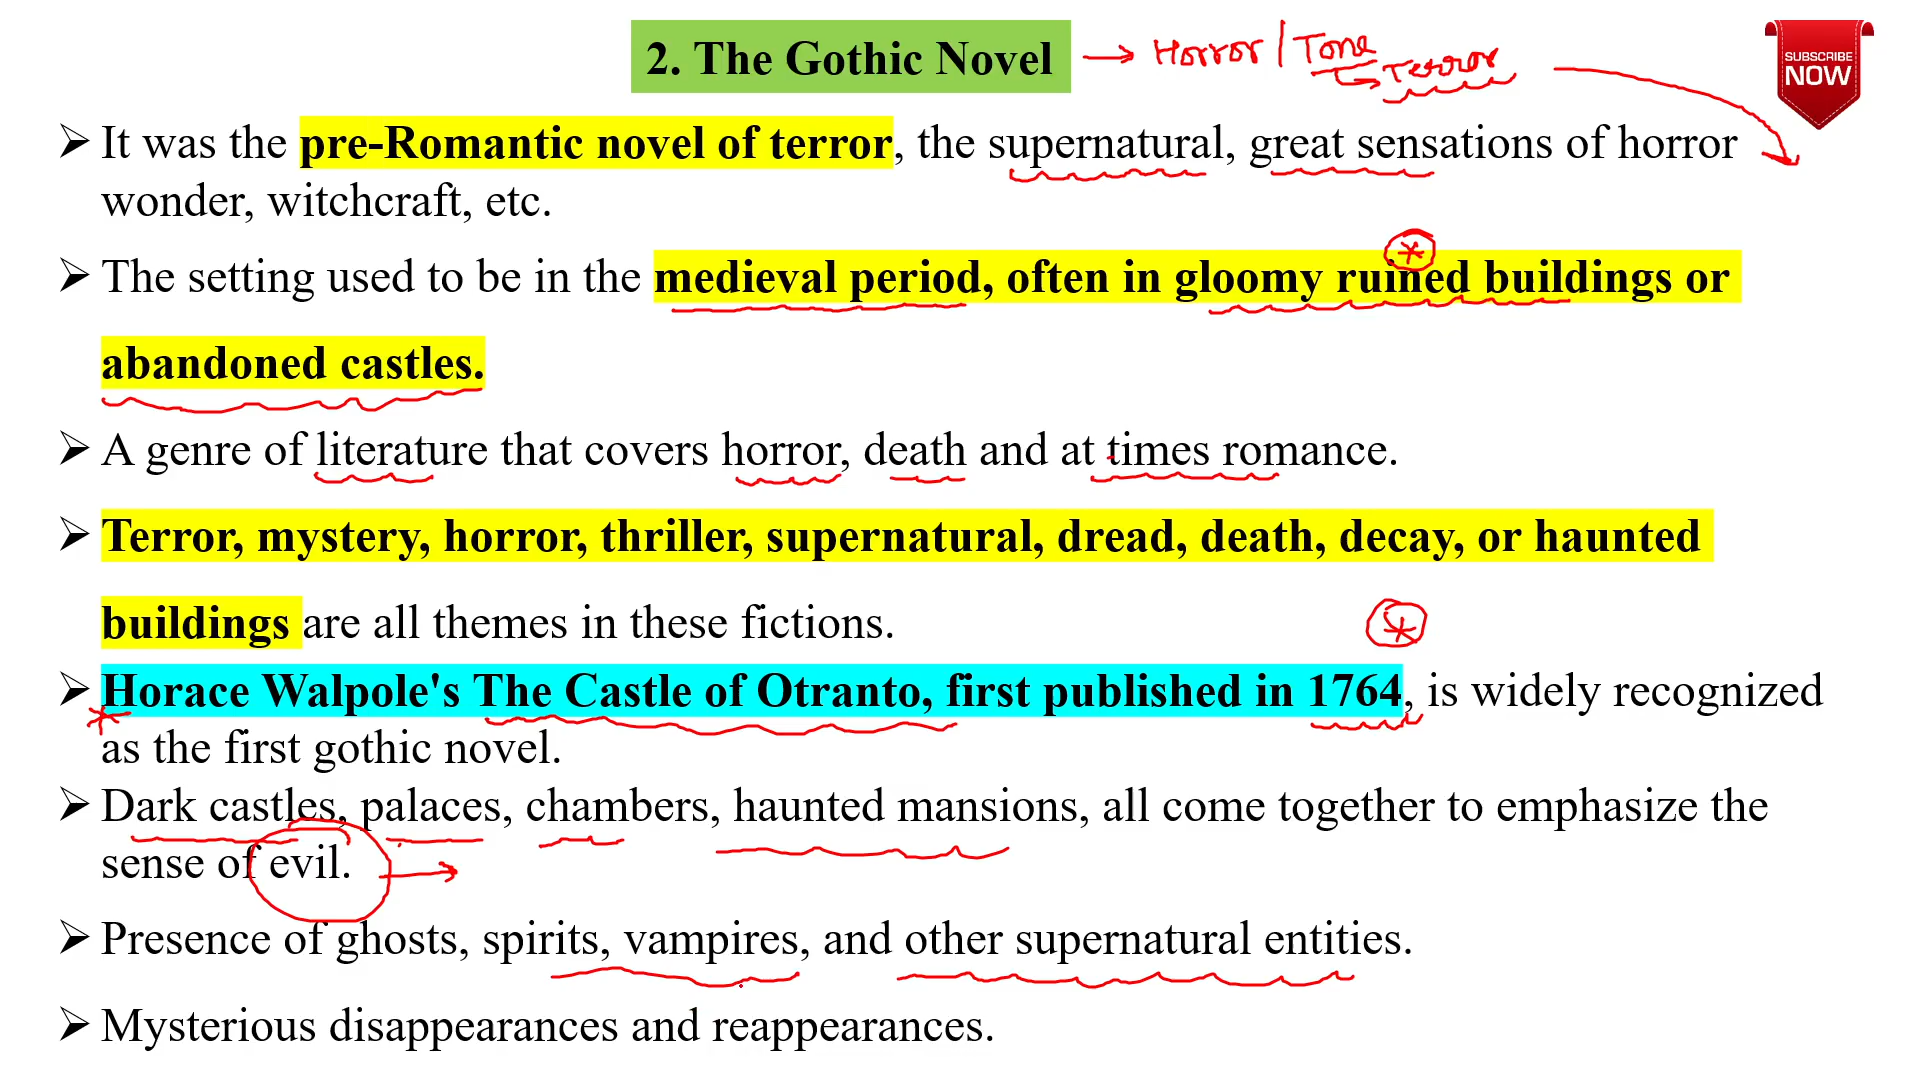 2. The Gothic Novel → Horror / Tone
→ Terror
SUBSCRIBE
NOW
➢ It was the pre-Romantic novel of terror, the supernatural, great sensations of horror
wonder, witchcraft, etc.
➢ The setting used to be in the medieval period, often in gloomy ruined buildings or
abandoned castles.
➢ A genre of literature that covers horror, death and at times romance.
➢ Terror, mystery, horror, thriller, supernatural, dread, death, decay, or haunted
buildings are all themes in these fictions.
➢ Horace Walpole's The Castle of Otranto, first published in 1764, is widely recognized
as the first gothic novel.
➢ Dark castles, palaces, chambers, haunted mansions, all come together to emphasize the
sense of evil.
➢ Presence of ghosts, spirits, vampires, and other supernatural entities.
➢ Mysterious disappearances and reappearances.